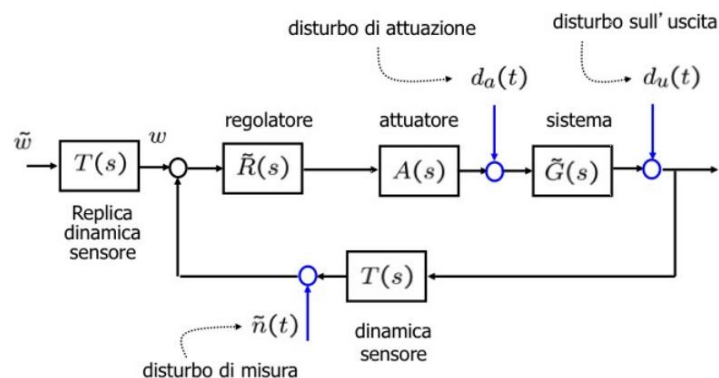 disturbo di attuazione
disturbo sull' uscita
d_a(t)
d_u(t)
regolatore
attuatore
sistema
w̃
w
T(s)
R̃(s)
A(s)
G̃(s)
Replica
dinamica
sensore
T(s)
ñ(t)
dinamica
sensore
disturbo di misura